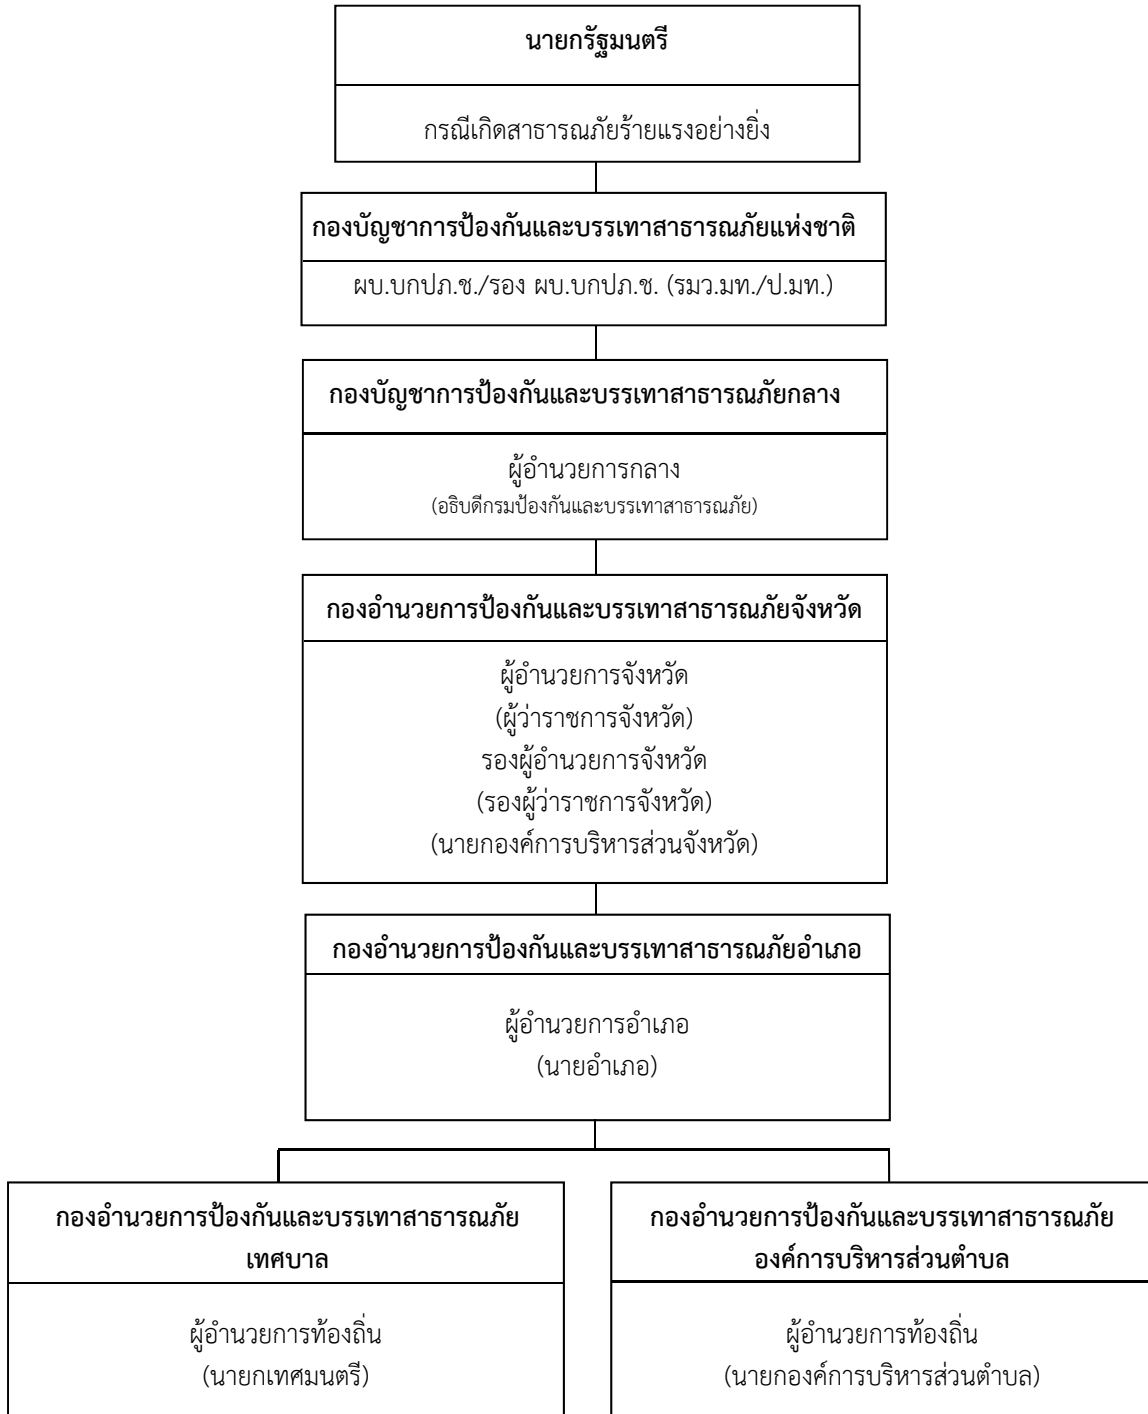 นายกรัฐมนตรี
กรณีเกิดสาธารณภัยร้ายแรงอย่างยิ่ง
กองบัญชาการป้องกันและบรรเทาสาธารณภัยแห่งชาติ
ผบ.บกปภ.ช./รอง ผบ.บกปภ.ช. (รมว.มท./ป.มท.)
กองบัญชาการป้องกันและบรรเทาสาธารณภัยกลาง
ผู้อำนวยการกลาง
(อธิบดีกรมป้องกันและบรรเทาสาธารณภัย)
กองอำนวยการป้องกันและบรรเทาสาธารณภัยจังหวัด
ผู้อำนวยการจังหวัด
(ผู้ว่าราชการจังหวัด)
รองผู้อำนวยการจังหวัด
(รองผู้ว่าราชการจังหวัด)
(นายกองค์การบริหารส่วนจังหวัด)
กองอำนวยการป้องกันและบรรเทาสาธารณภัยอำเภอ
ผู้อำนวยการอำเภอ
(นายอำเภอ)
กองอำนวยการป้องกันและบรรเทาสาธารณภัย
เทศบาล
ผู้อำนวยการท้องถิ่น
(นายกเทศมนตรี)
กองอำนวยการป้องกันและบรรเทาสาธารณภัย
องค์การบริหารส่วนตำบล
ผู้อำนวยการท้องถิ่น
(นายกองค์การบริหารส่วนตำบล)